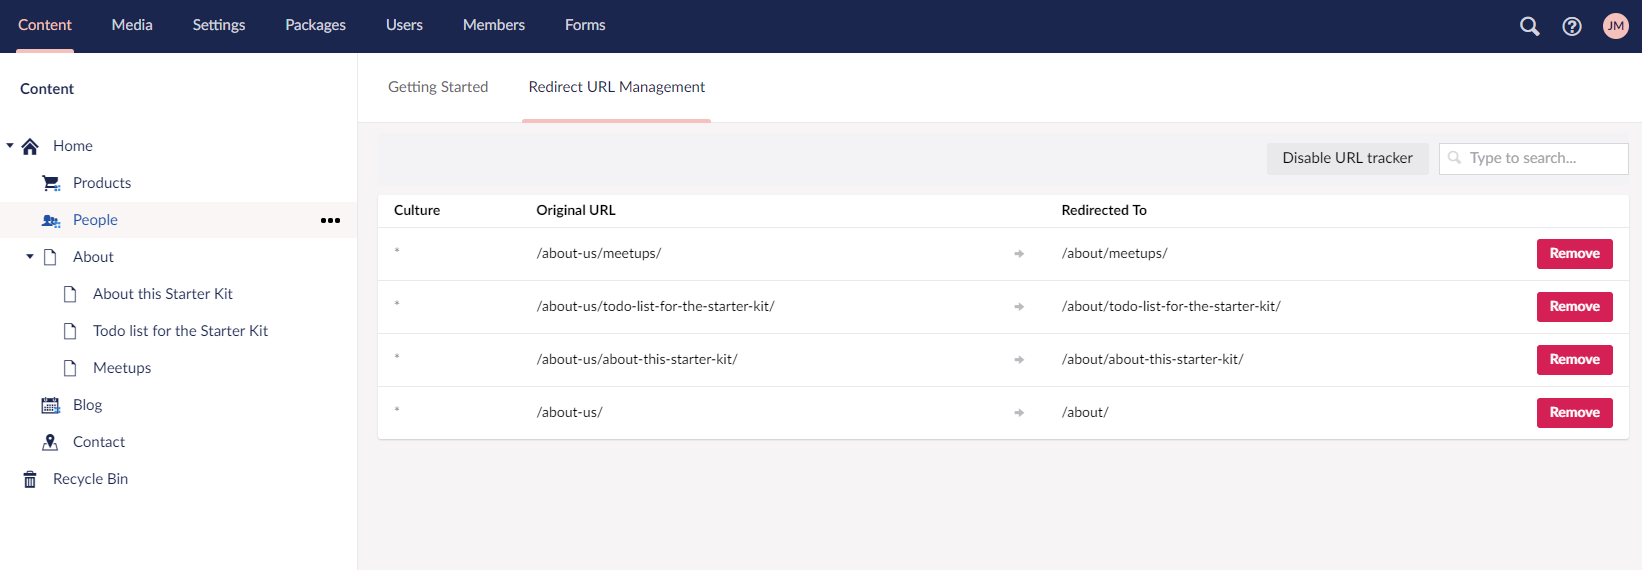 Content Media Settings Packages Users Members Forms JM
Content
Home
Products
People
About
About this Starter Kit
Todo list for the Starter Kit
Meetups
Blog
Contact
Recycle Bin
Getting Started Redirect URL Management
Disable URL tracker Type to search...
Culture Original URL Redirected To
* /about-us/meetups/ /about/meetups/ Remove
* /about-us/todo-list-for-the-starter-kit/ /about/todo-list-for-the-starter-kit/ Remove
* /about-us/about-this-starter-kit/ /about/about-this-starter-kit/ Remove
* /about-us/ /about/ Remove